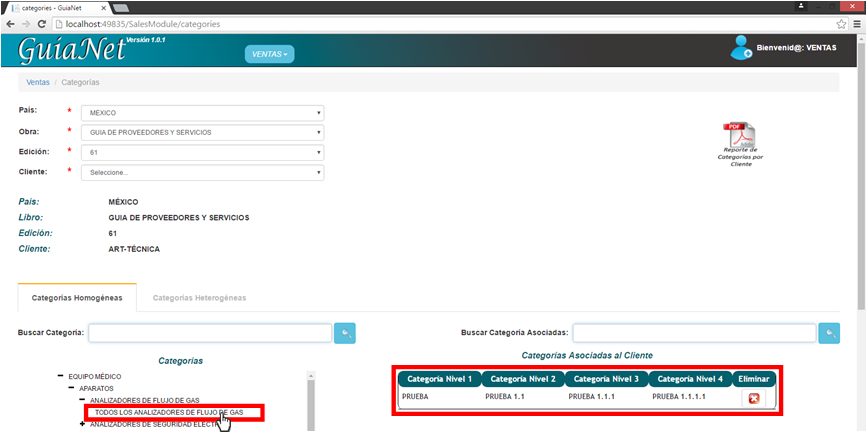 categories - GuiaNet
localhost:49835/SalesModule/categories
GuíaNet Versión 1.0.1
VENTAS
Bienvenid@: VENTAS
Ventas / Categorías
País: * MEXICO
Obra: * GUIA DE PROVEEDORES Y SERVICIOS
Edición: * 61
Cliente: * Seleccione...
PDF
Reporte de
Categorías por
Cliente
País: MÉXICO
Libro: GUIA DE PROVEEDORES Y SERVICIOS
Edición: 61
Cliente: ART-TÉCNICA
Categorías Homogéneas Categorías Heterogéneas
Buscar Categoría: Buscar Categoría Asociadas:
Categorías
EQUIPO MÉDICO
APARATOS
ANALIZADORES DE FLUJO DE GAS
TODOS LOS ANALIZADORES DE FLUJO DE GAS
ANALIZADORES DE SEGURIDAD
Categorías Asociadas al Cliente
Categoría Nivel 1 Categoría Nivel 2 Categoría Nivel 3 Categoría Nivel 4 Eliminar
PRUEBA PRUEBA 1.1 PRUEBA 1.1.1 PRUEBA 1.1.1.1